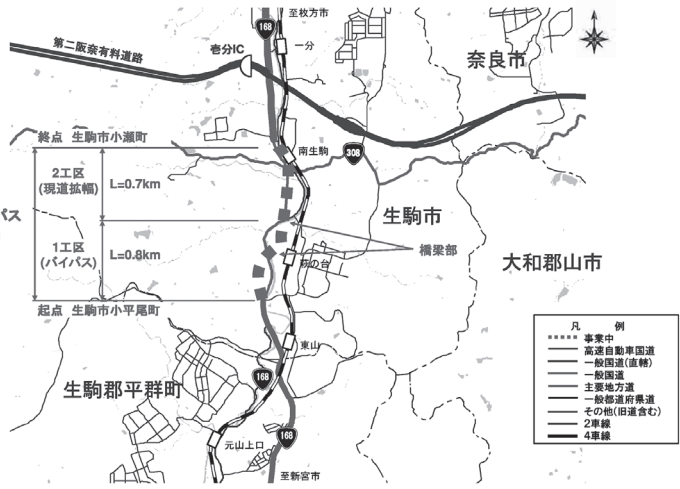 至枚方市
168
一分
第二阪奈有料道路
壱分IC
奈良市
終点 生駒市小瀬町
南生駒
308
2工区
(現道拡幅)
L=0.7km
パス
生駒市
1工区
(バイパス)
L=0.8km
橋梁部
萩の台
大和郡山市
起点 生駒市小平尾町
東山
生駒郡平群町
168
元山上口
168
至新宮市
凡 例
事業中
高速自動車国道
一般国道(直轄)
一般国道
主要地方道
一般都道府県道
その他(旧道含む)
2車線
4車線